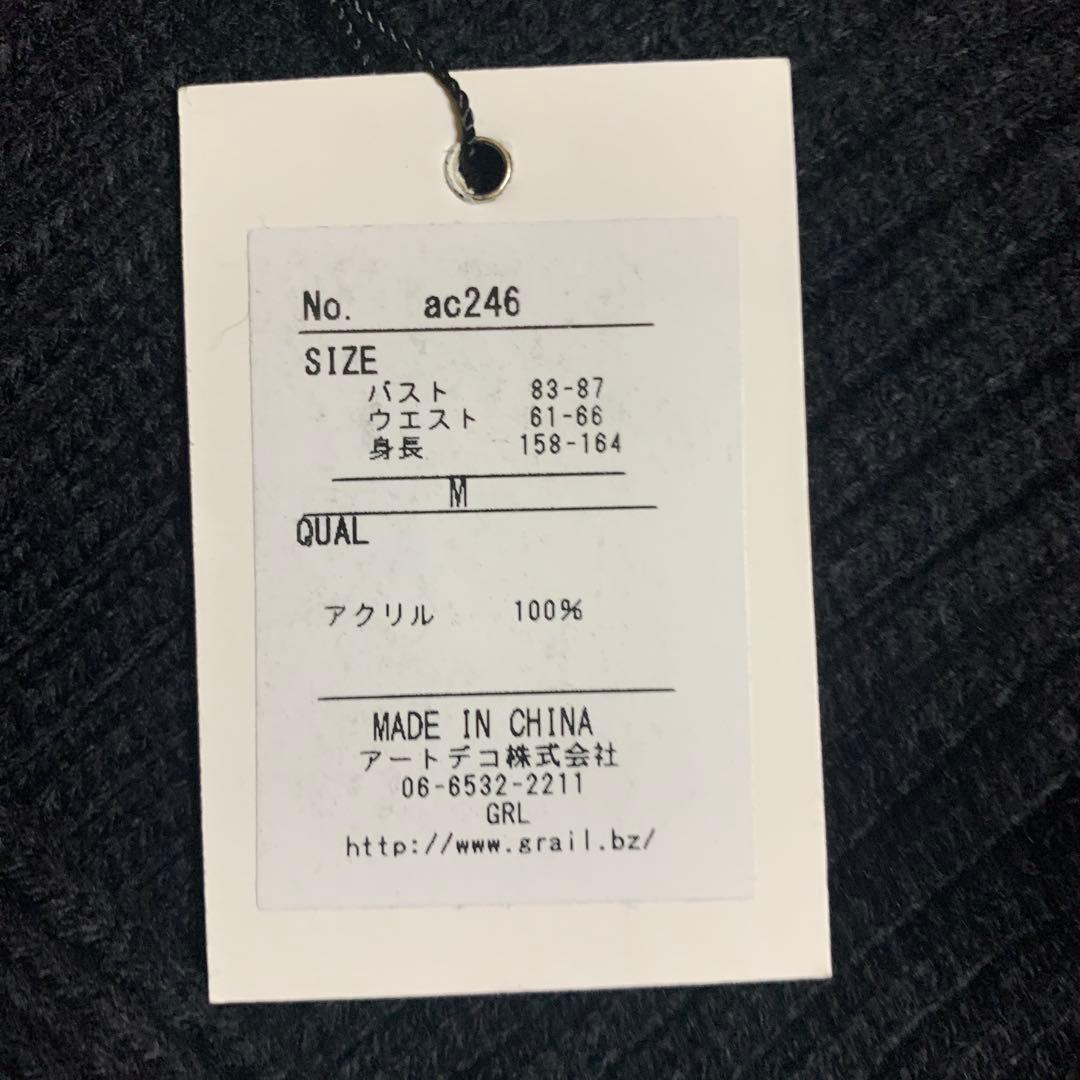 No. ac246
SIZE
バスト 83-87
ウエスト 61-66
身長 158-164
M
QUAL
アクリル 100%
MADE IN CHINA
アートデコ株式会社
06-6532-2211
GRL
http://www.grail.bz/